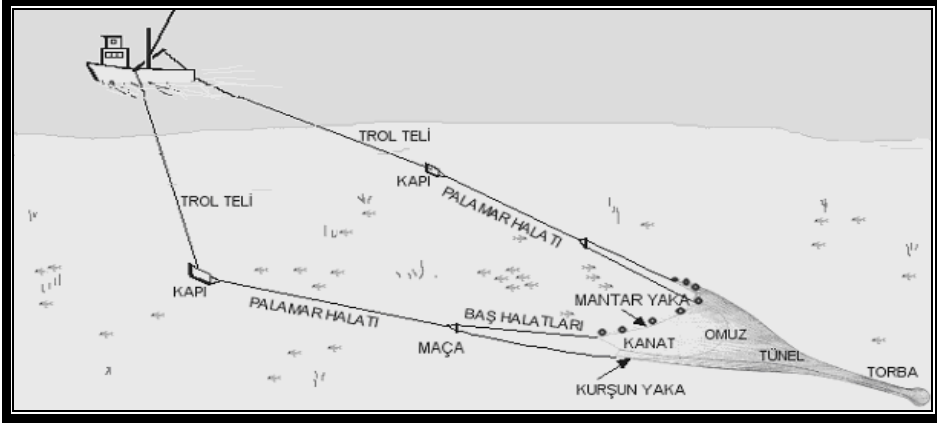 TROL TELİ
KAPI
PALAMAR HALATI
TROL TELİ
KAPI
PALAMAR HALATI
MAÇA
BAŞ HALATLARI
MANTAR YAKA
KANAT
OMUZ
TÜNEL
TORBA
KURŞUN YAKA